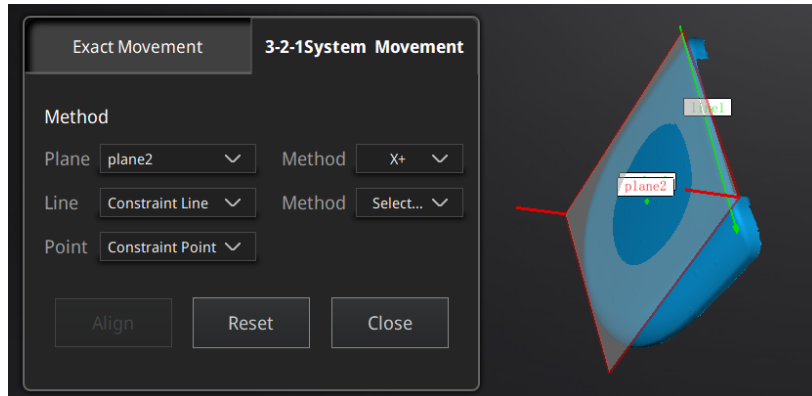 Exact Movement
3-2-1System Movement
Method
Plane plane2 Method X+
Line Constraint Line Method Select...
Point Constraint Point
Align Reset Close
line1
plane2